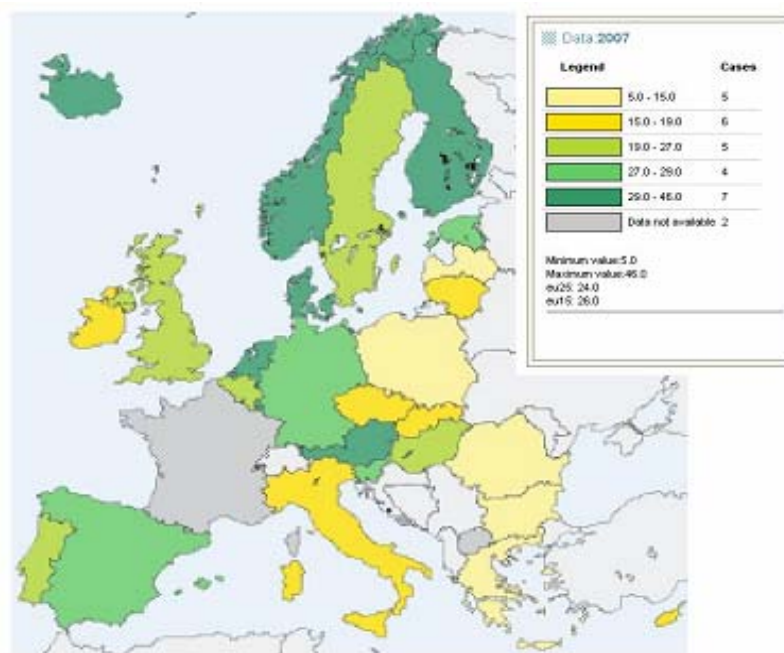 Data:2007
Legend Cases
5.0 - 15.0 5
15.0 - 19.0 6
19.0 - 27.0 5
27.0 - 29.0 4
29.0 - 46.0 7
Data not available 2
Minimum value:5.0
Maximum value:46.0
eu25: 24.0
eu15: 26.0